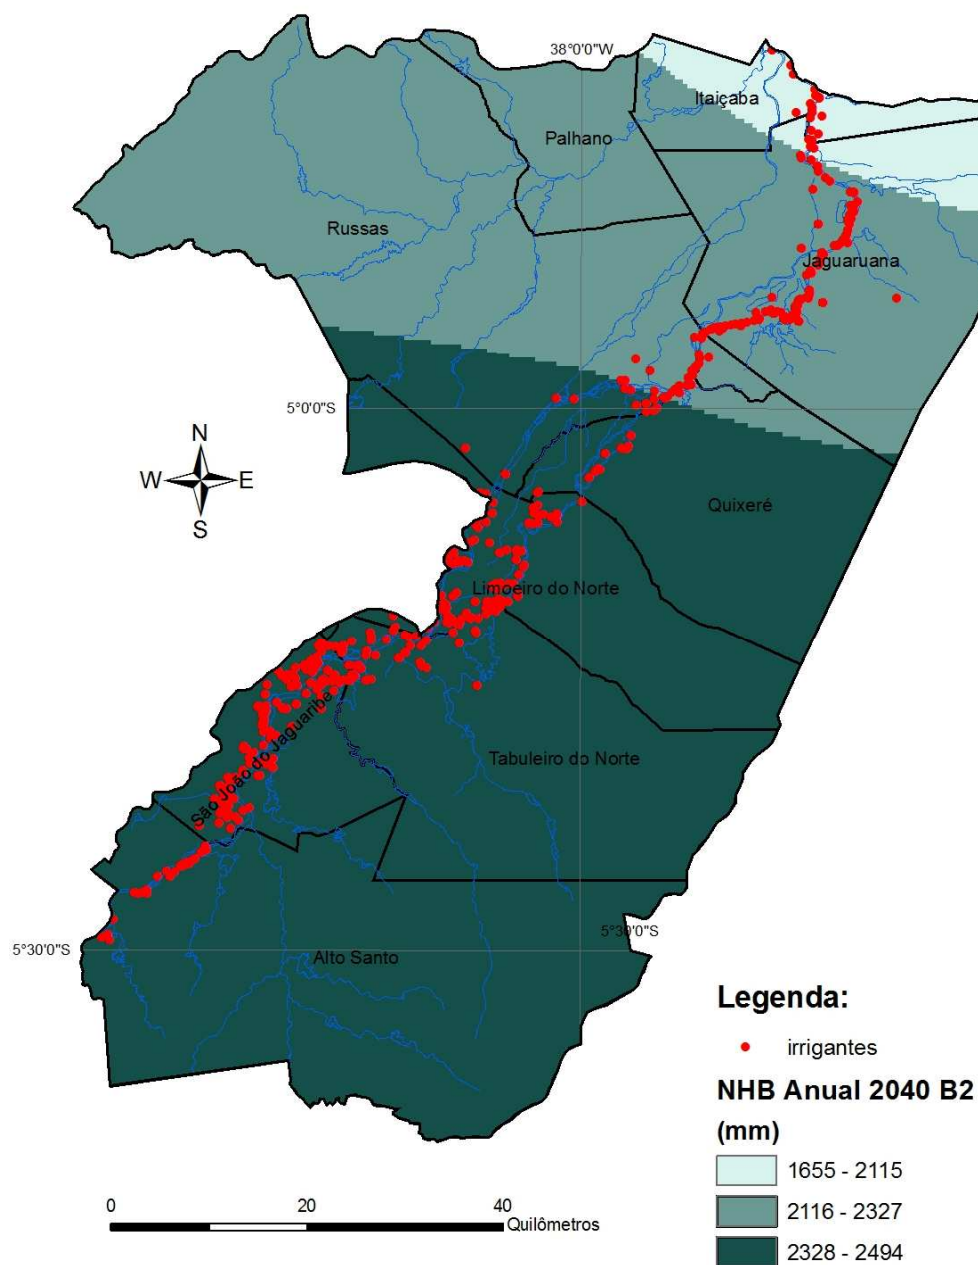 38°0'0"W
Itaiçaba
Palhano
Russas
Jaguaruana
5°0'0"S
N
W E
S
Quixeré
Limoeiro do Norte
São João do Jaguaribe
Tabuleiro do Norte
5°30'0"S
5°30'0"S
Alto Santo
Legenda:
irrigantes
NHB Anual 2040 B2
(mm)
1655 - 2115
2116 - 2327
2328 - 2494
0 20 40
Quilômetros